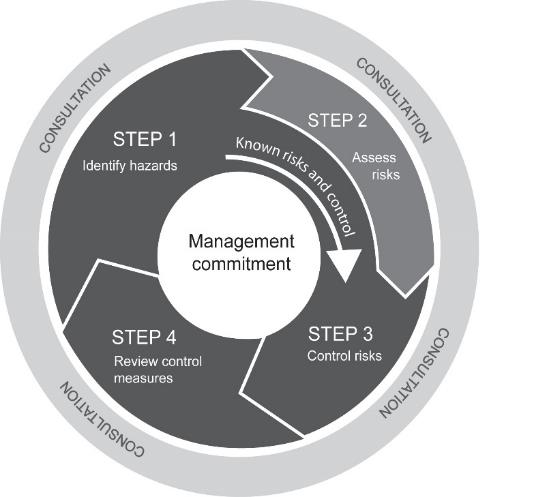 CONSULTATION
CONSULTATION
STEP 1
Identify hazards
STEP 2
Assess
risks
Known risks and control
Management
commitment
STEP 3
Control risks
STEP 4
Review control
measures
CONSULTATION
CONSULTATION